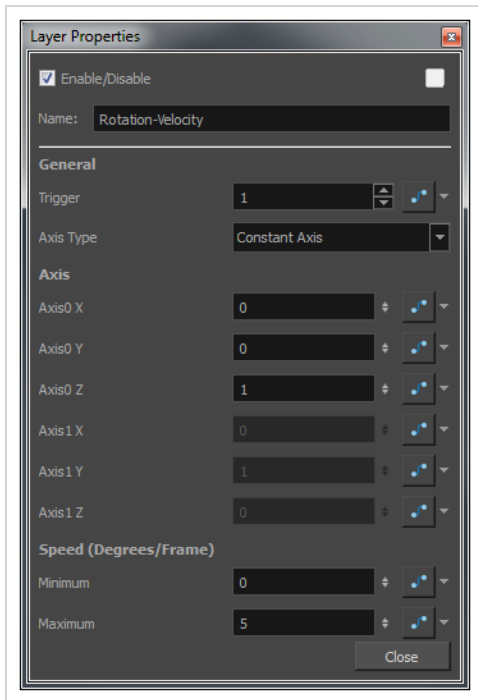 Layer Properties
Enable/Disable
Name: Rotation-Velocity
General
Trigger 1
Axis Type Constant Axis
Axis
Axis0 X 0
Axis0 Y 0
Axis0 Z 1
Axis1 X 0
Axis1 Y 1
Axis1 Z 0
Speed (Degrees/Frame)
Minimum 0
Maximum 5
Close